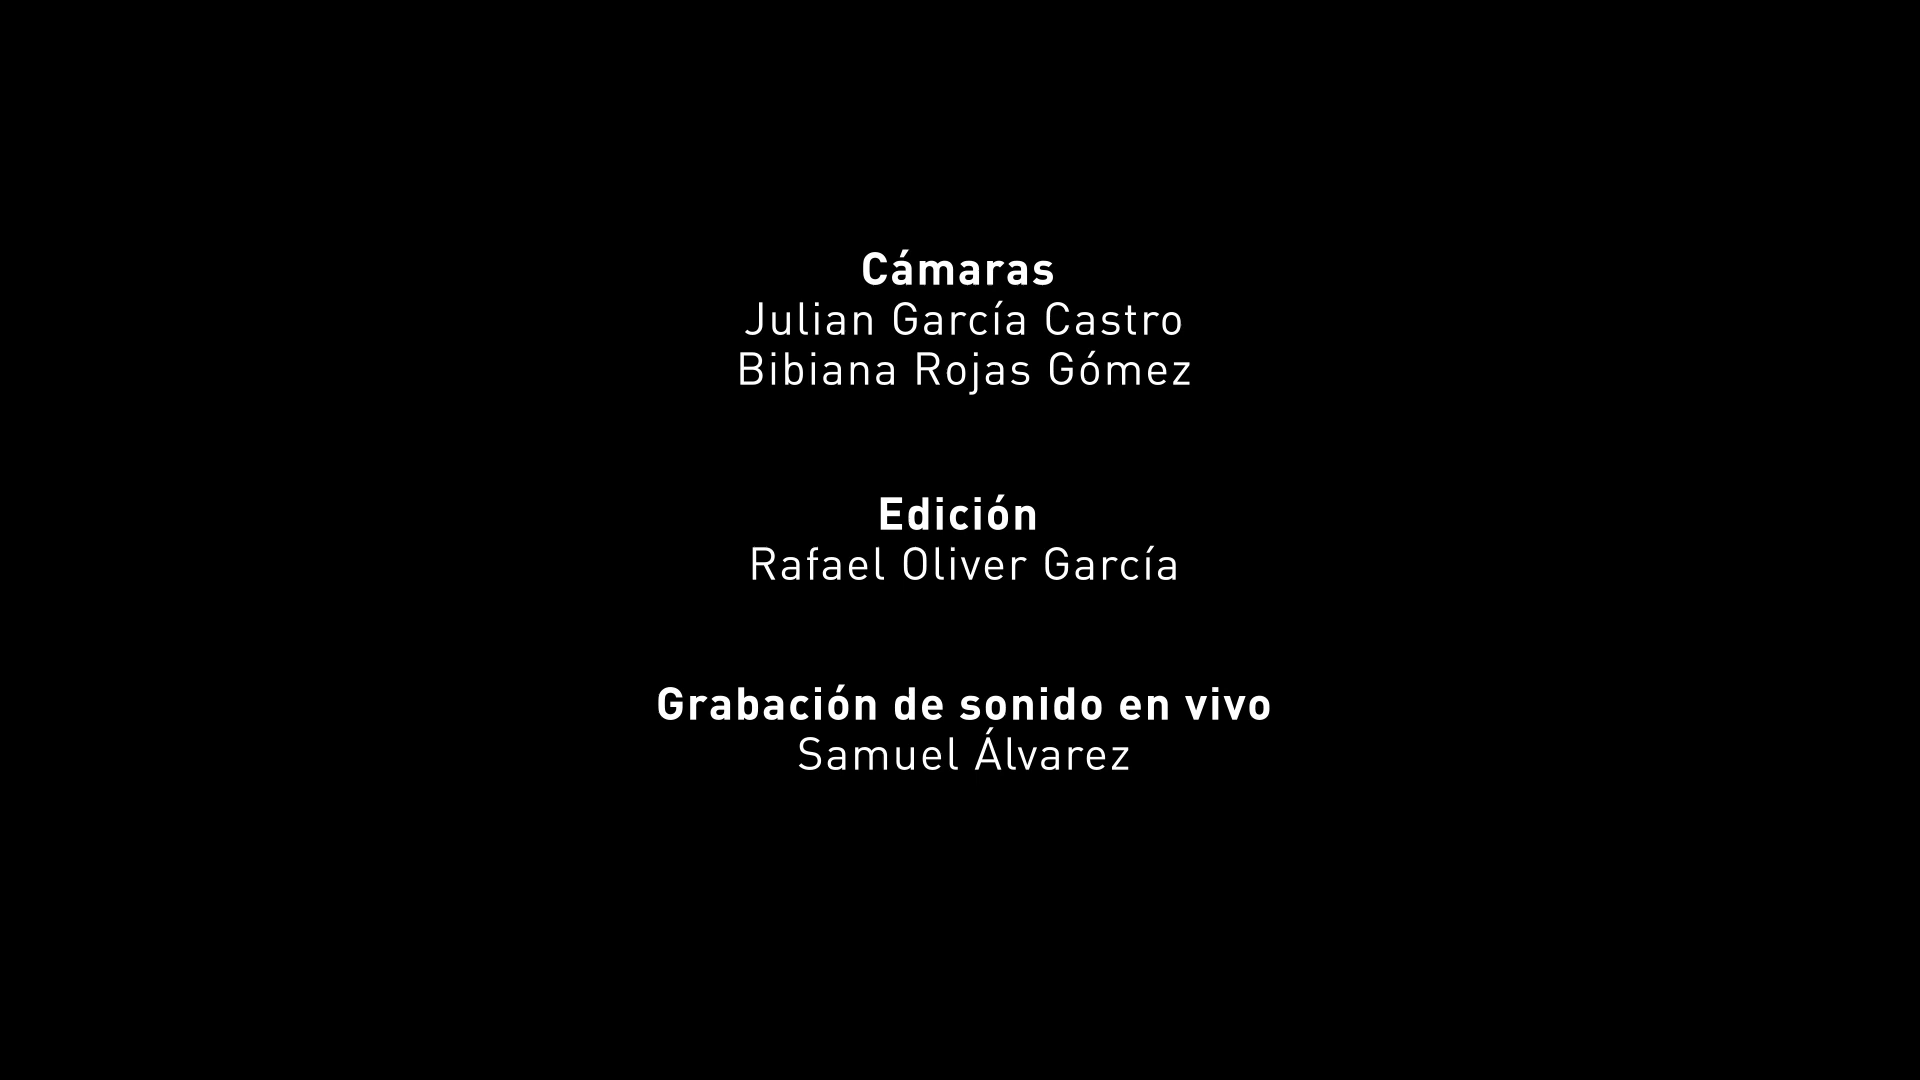 Cámaras
Julian García Castro
Bibiana Rojas Gómez
Edición
Rafael Oliver García
Grabación de sonido en vivo
Samuel Álvarez